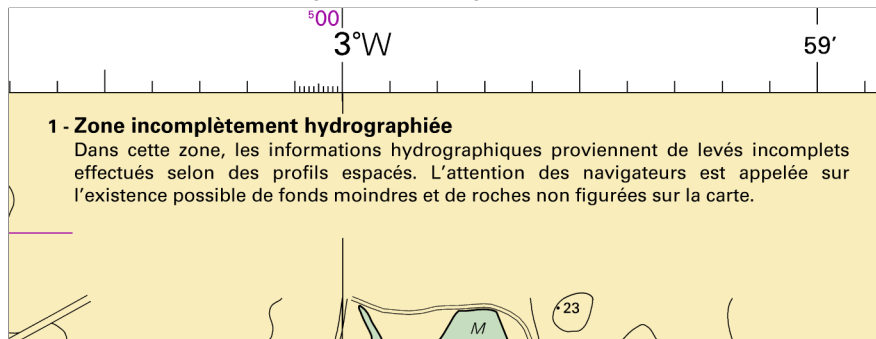 ⁵00
3°W
59′
1 - Zone incomplètement hydrographiée
Dans cette zone, les informations hydrographiques proviennent de levés incomplets
effectués selon des profils espacés. L'attention des navigateurs est appelée sur
l'existence possible de fonds moindres et de roches non figurées sur la carte.
23
M